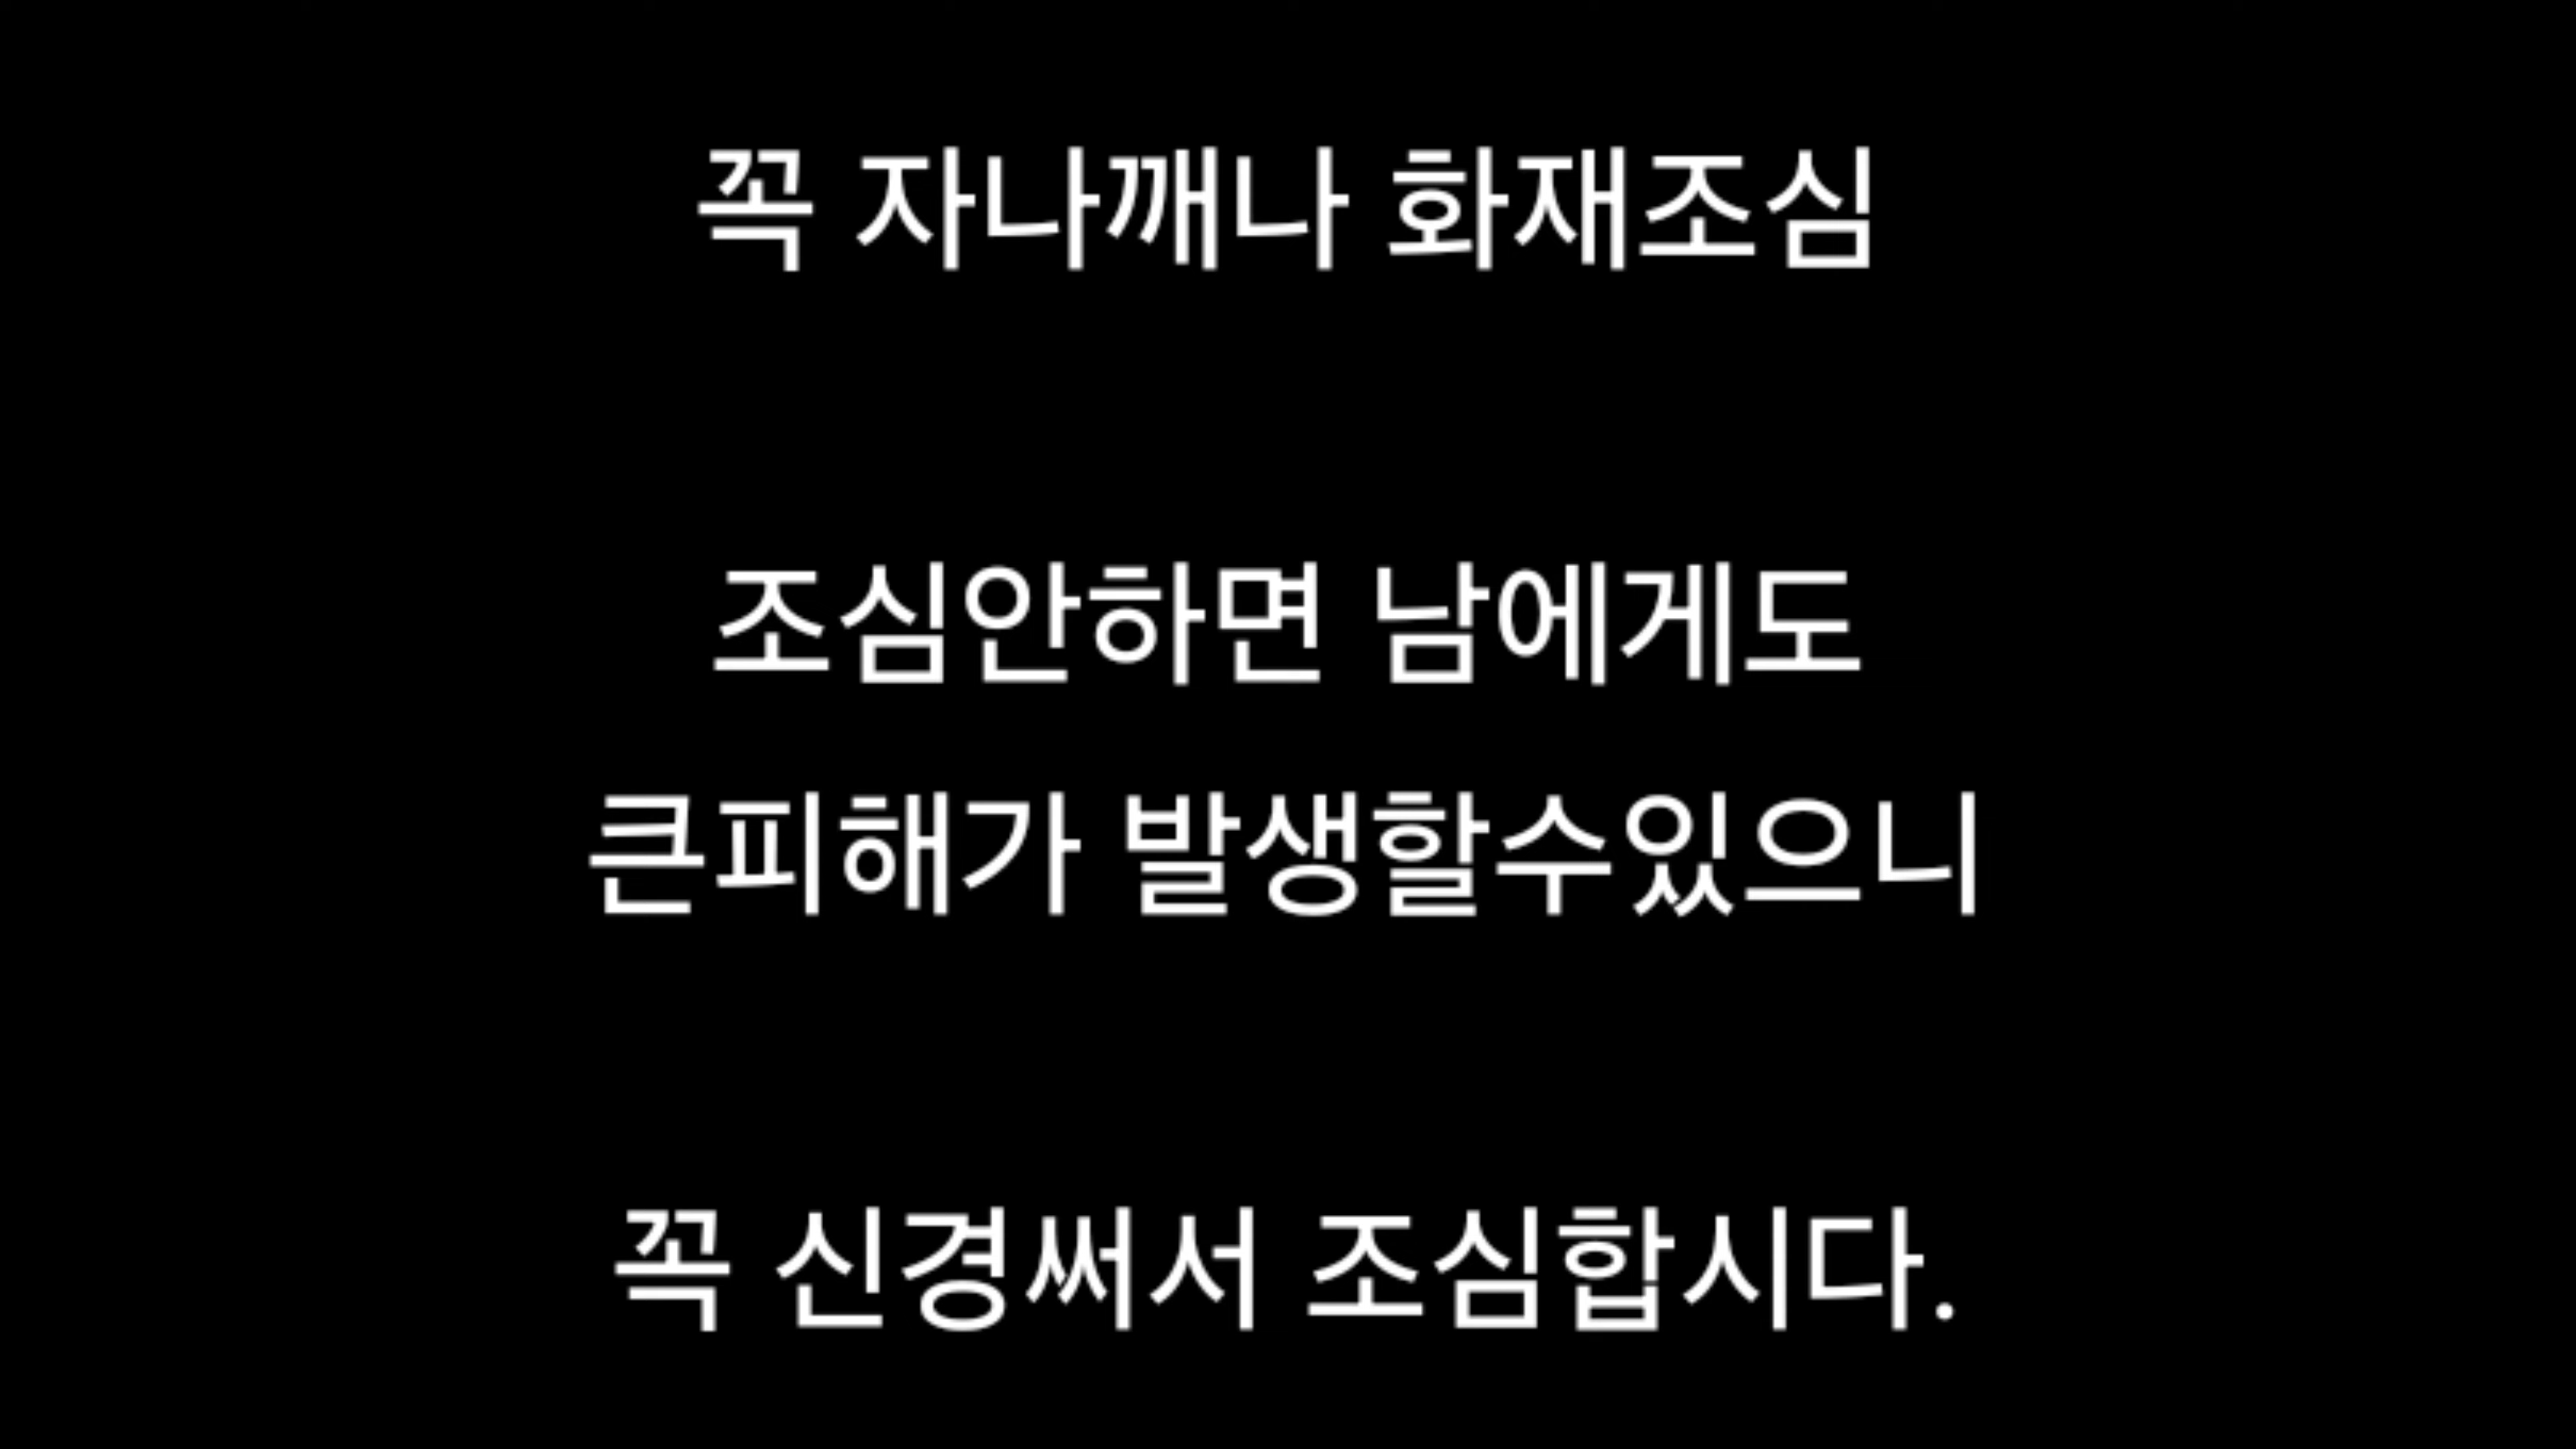 꼭 자나깨나 화재조심
조심안하면 남에게도
큰피해가 발생할수있으니
꼭 신경써서 조심합시다.